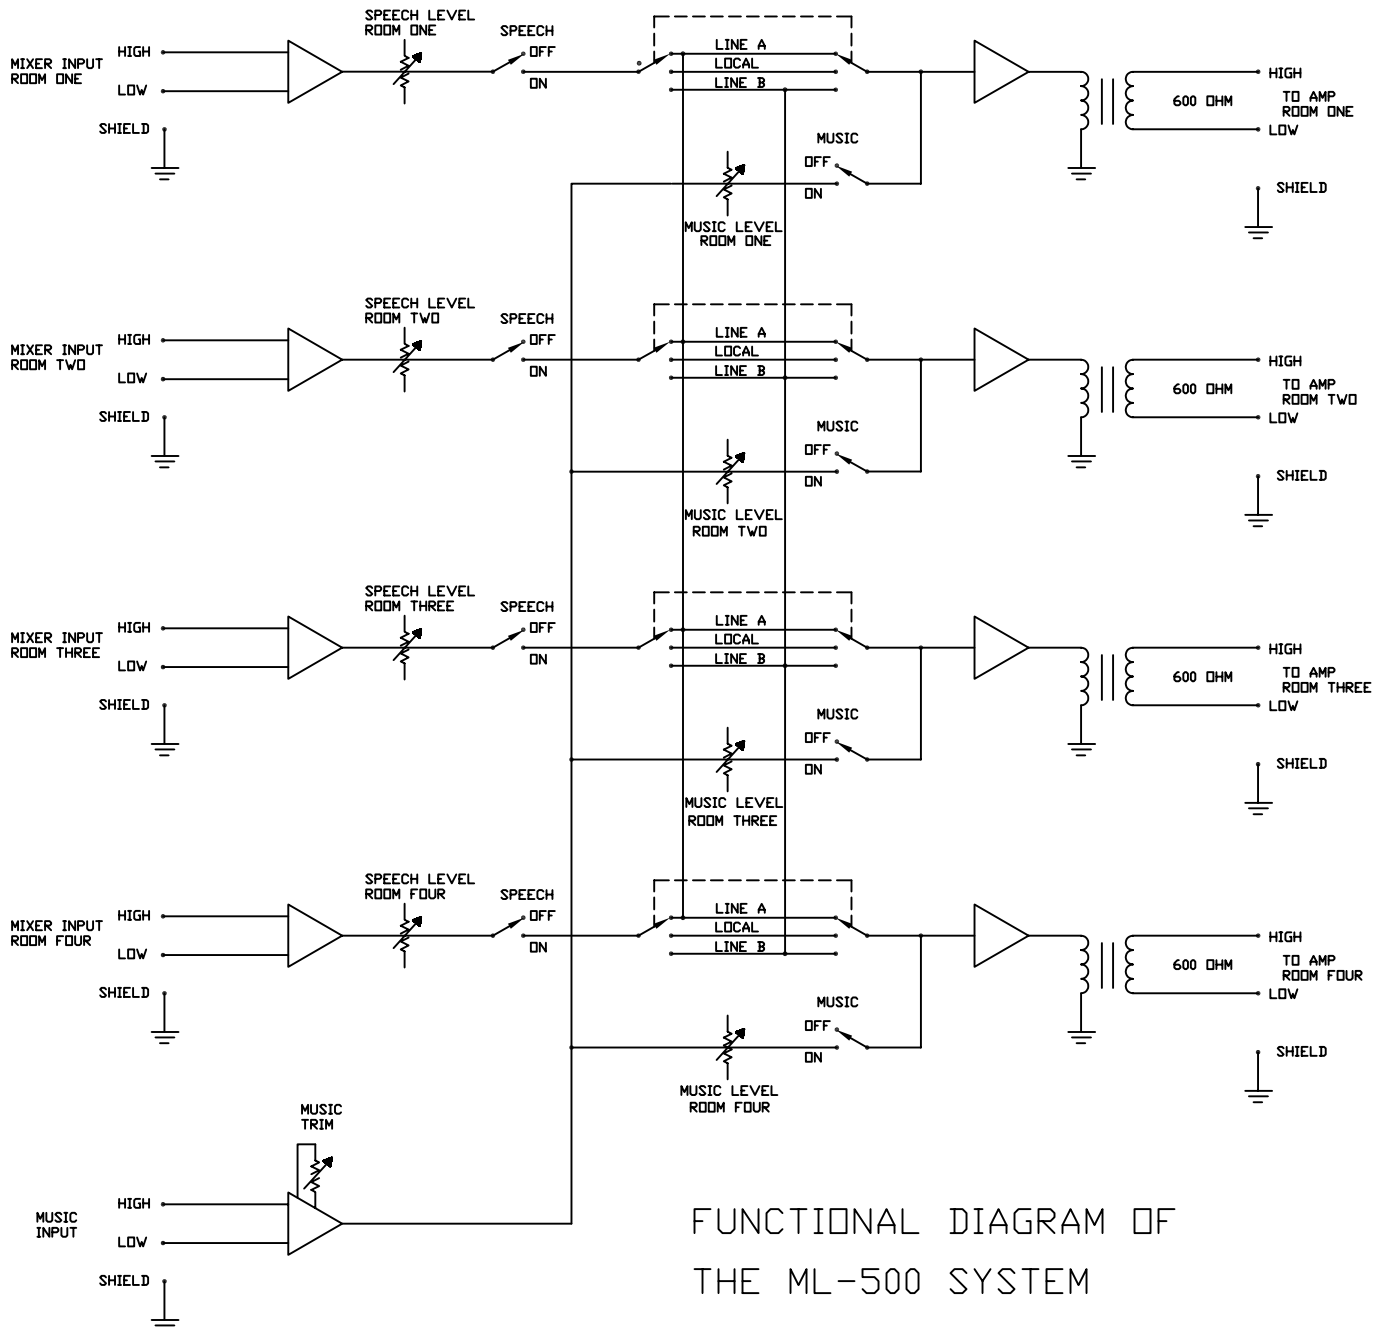 SPEECH LEVEL
ROOM ONE
SPEECH
OFF
ON
MIXER INPUT
ROOM ONE
HIGH
LOW
SHIELD
LINE A
LOCAL
LINE B
MUSIC
OFF
ON
MUSIC LEVEL
ROOM ONE
HIGH
600 OHM
TO AMP
ROOM ONE
LOW
SHIELD
SPEECH LEVEL
ROOM TWO
SPEECH
OFF
ON
MIXER INPUT
ROOM TWO
HIGH
LOW
SHIELD
LINE A
LOCAL
LINE B
MUSIC
OFF
ON
MUSIC LEVEL
ROOM TWO
HIGH
600 OHM
TO AMP
ROOM TWO
LOW
SHIELD
SPEECH LEVEL
ROOM THREE
SPEECH
OFF
ON
MIXER INPUT
ROOM THREE
HIGH
LOW
SHIELD
LINE A
LOCAL
LINE B
MUSIC
OFF
ON
MUSIC LEVEL
ROOM THREE
HIGH
600 OHM
TO AMP
ROOM THREE
LOW
SHIELD
SPEECH LEVEL
ROOM FOUR
SPEECH
OFF
ON
MIXER INPUT
ROOM FOUR
HIGH
LOW
SHIELD
LINE A
LOCAL
LINE B
MUSIC
OFF
ON
MUSIC LEVEL
ROOM FOUR
HIGH
600 OHM
TO AMP
ROOM FOUR
LOW
SHIELD
MUSIC
TRIM
MUSIC
INPUT
HIGH
LOW
SHIELD
FUNCTIONAL DIAGRAM OF
THE ML-500 SYSTEM